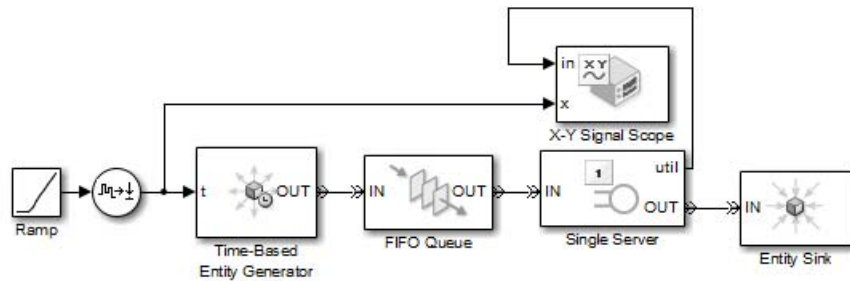 in
XY
x
X-Y Signal Scope
Ramp
t
OUT
Time-Based
Entity Generator
IN
OUT
FIFO Queue
IN
1
util
OUT
Single Server
IN
Entity Sink